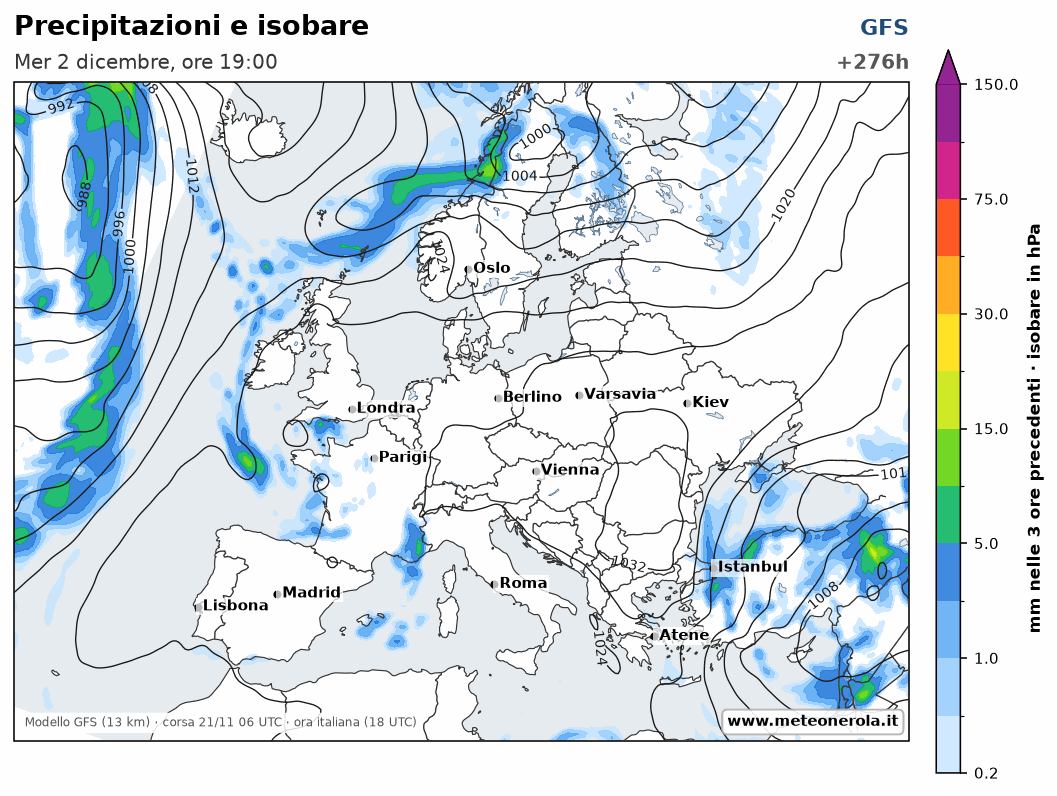 Precipitazioni e isobare
GFS
Mer 2 dicembre, ore 19:00
+276h
992
1012
988
996
1000
1000
1004
1020
1024
Oslo
Berlino
Varsavia
Kiev
Londra
Parigi
Vienna
101
1032
Istanbul
1008
Roma
Madrid
Lisbona
Atene
1024
Modello GFS (13 km) · corsa 21/11 06 UTC · ora italiana (18 UTC)
www.meteonerola.it
150.0
75.0
30.0
15.0
5.0
1.0
0.2
mm nelle 3 ore precedenti · isobare in hPa